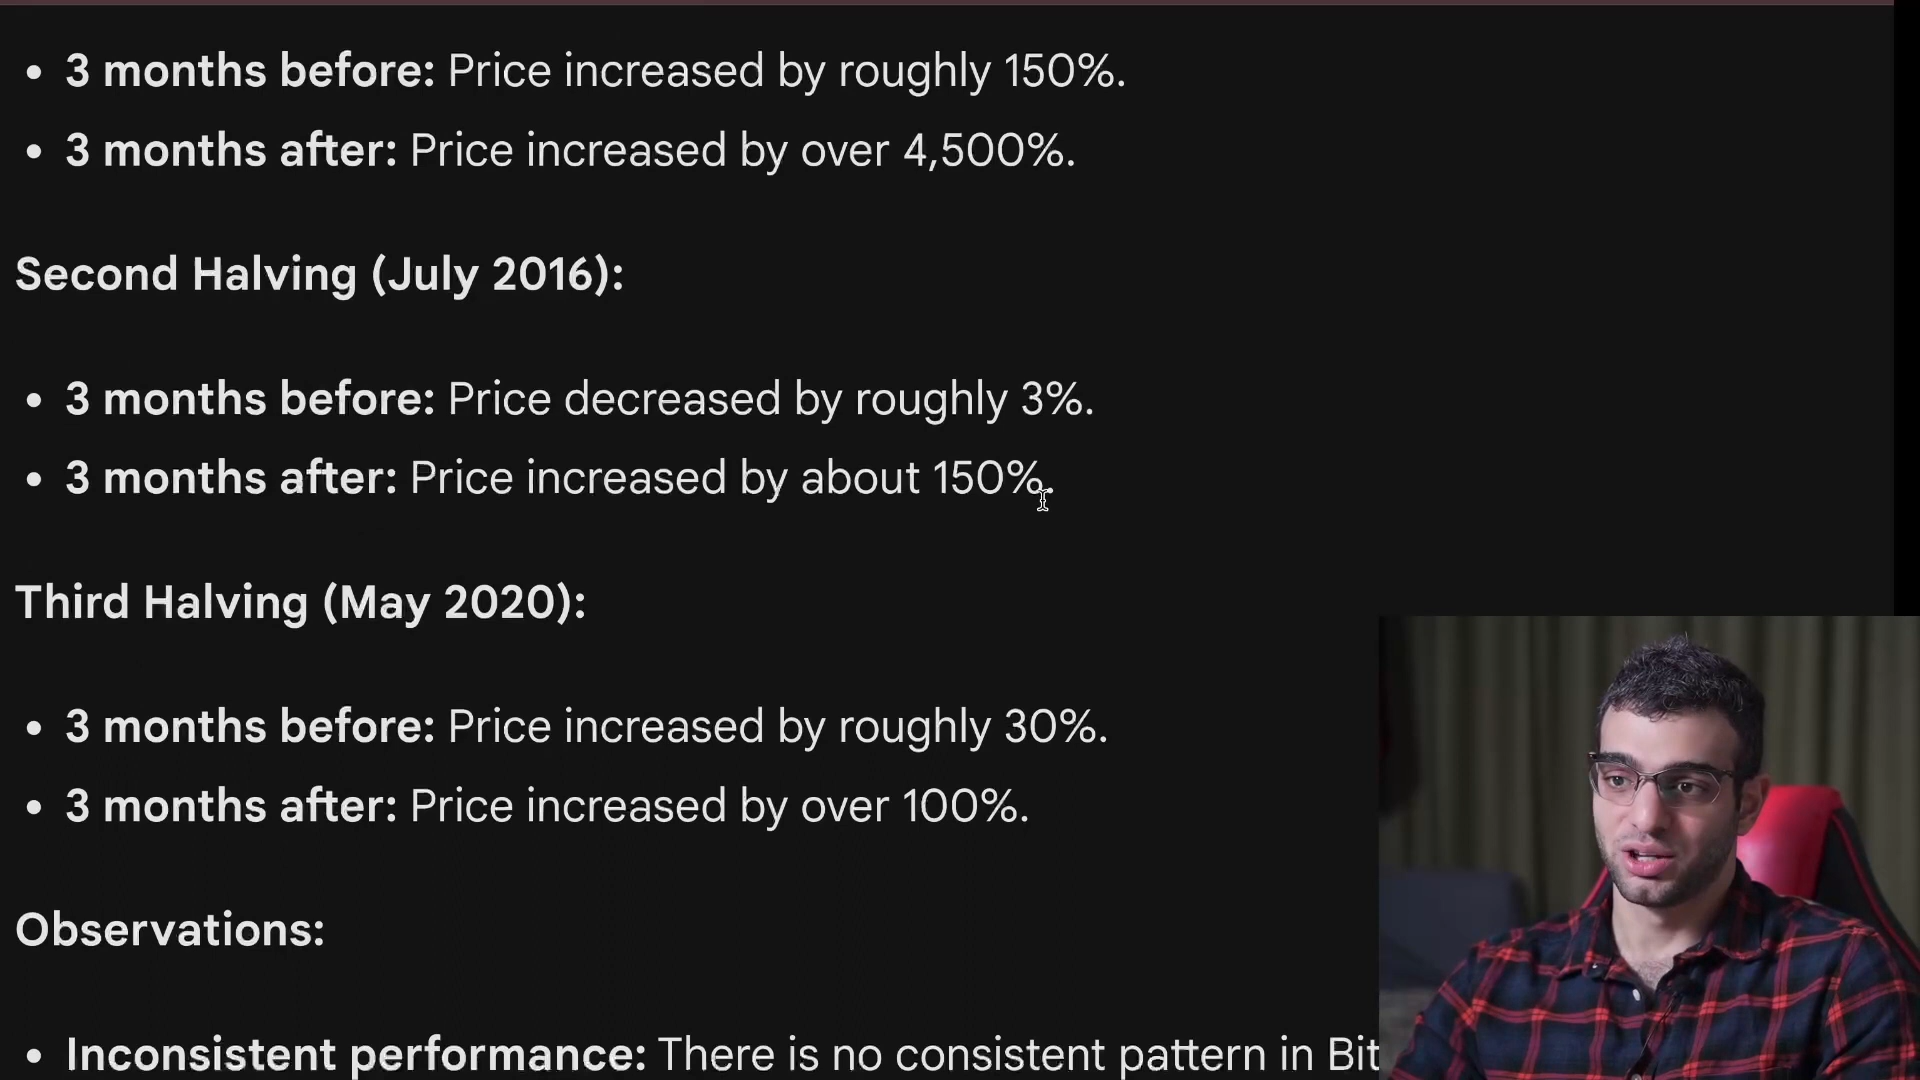 • 3 months before: Price increased by roughly 150%.
• 3 months after: Price increased by over 4,500%.
Second Halving (July 2016):
• 3 months before: Price decreased by roughly 3%.
• 3 months after: Price increased by about 150%.
Third Halving (May 2020):
• 3 months before: Price increased by roughly 30%.
• 3 months after: Price increased by over 100%.
Observations:
• Inconsistent performance: There is no consistent pattern in Bit